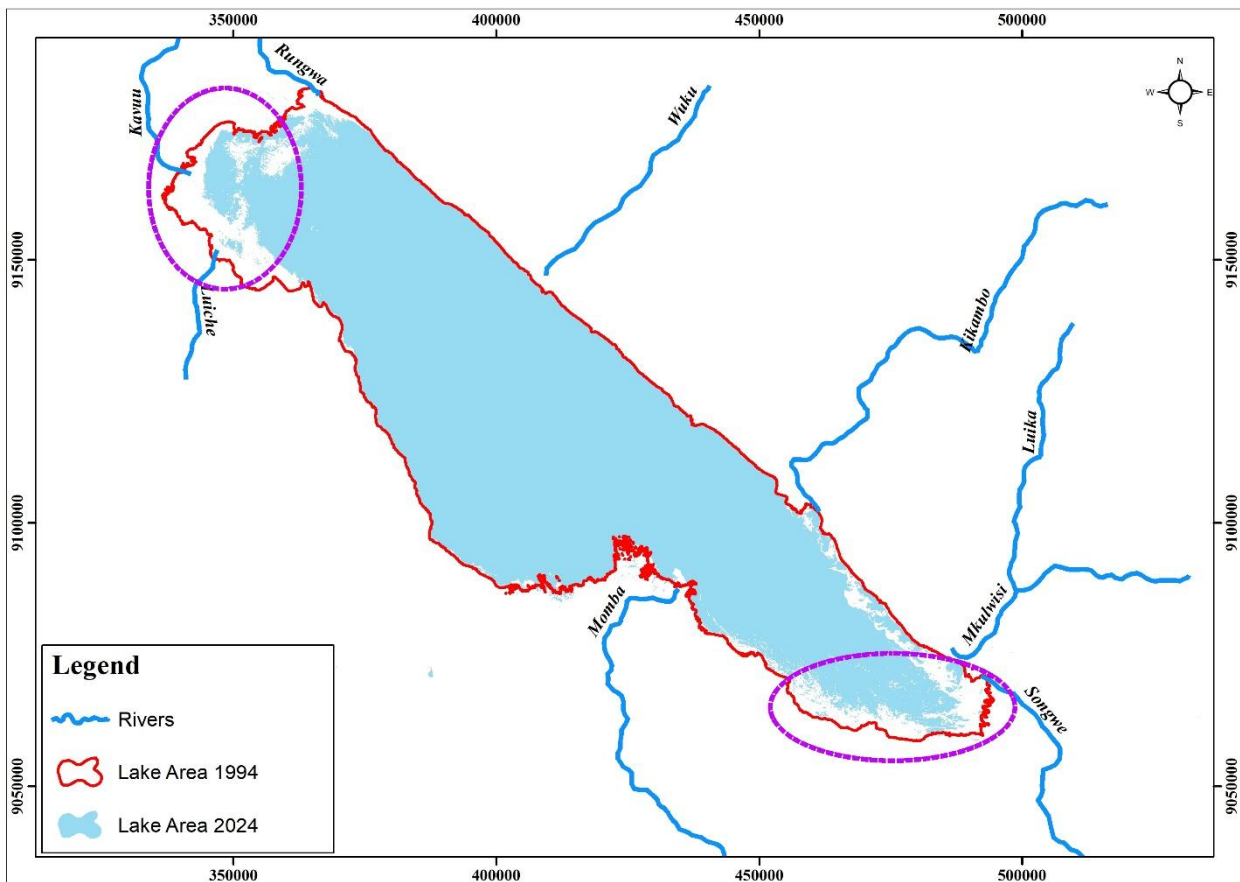 350000
400000
450000
500000
N
W
E
S
Rungwa
Kavuu
Wuku
9150000
9150000
Luiche
Kikambo
Luika
9100000
9100000
Momba
Mkulwisi
Songwe
Legend
Rivers
Lake Area 1994
Lake Area 2024
9050000
9050000
350000
400000
450000
500000